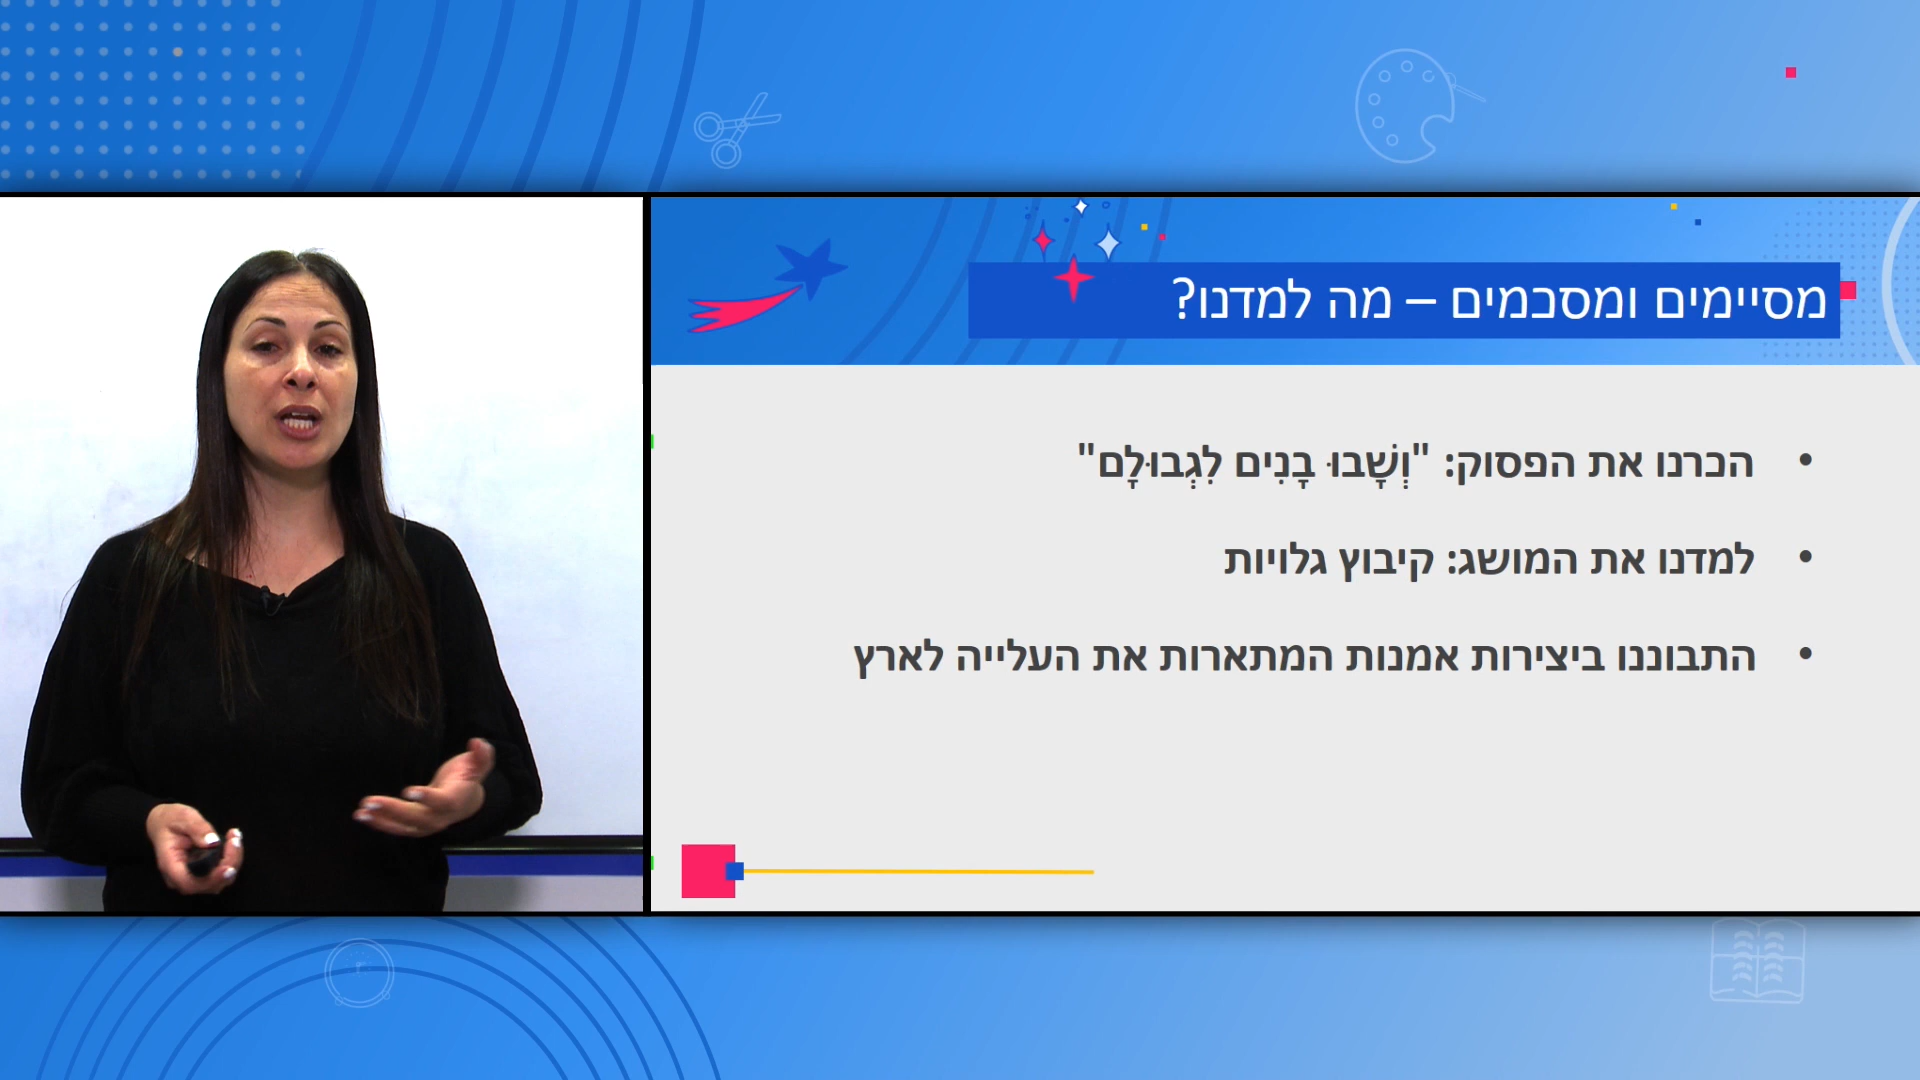 מסיימים ומסכמים – מה למדנו?
• הכרנו את הפסוק: "וְשָׁבוּ בָנִים לִגְבוּלָם"
• למדנו את המושג: קיבוץ גלויות
• התבוננו ביצירות אמנות המתארות את העלייה לארץ